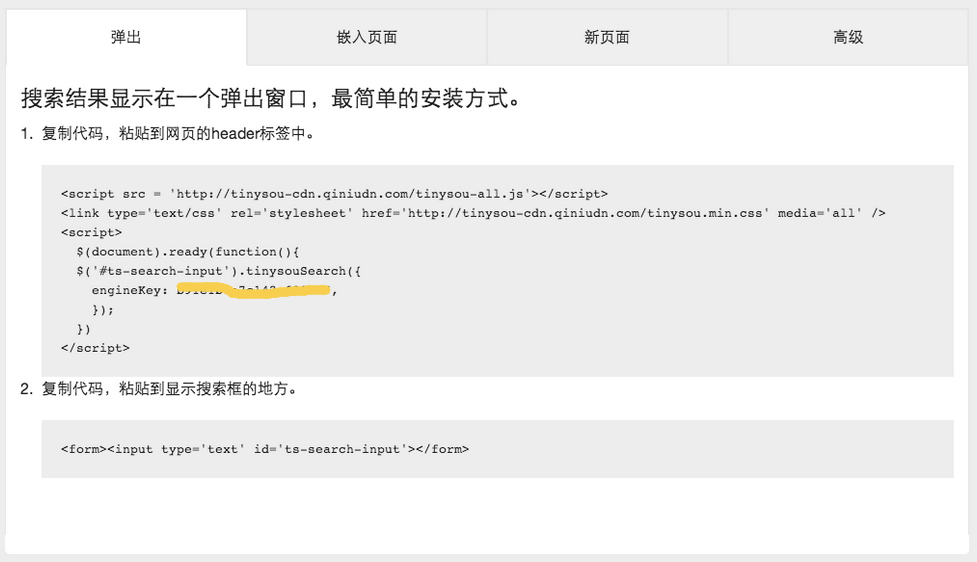 弹出
嵌入页面
新页面
高级
搜索结果显示在一个弹出窗口，最简单的安装方式。
1. 复制代码，粘贴到网页的header标签中。
<script src = 'http://tinysou-cdn.qiniudn.com/tinysou-all.js'></script>
<link type='text/css' rel='stylesheet' href='http://tinysou-cdn.qiniudn.com/tinysou.min.css' media='all' />
<script>
$(document).ready(function(){
$('#ts-search-input').tinysouSearch({
engineKey: ,
});
})
</script>
2. 复制代码，粘贴到显示搜索框的地方。
<form><input type='text' id='ts-search-input'></form>